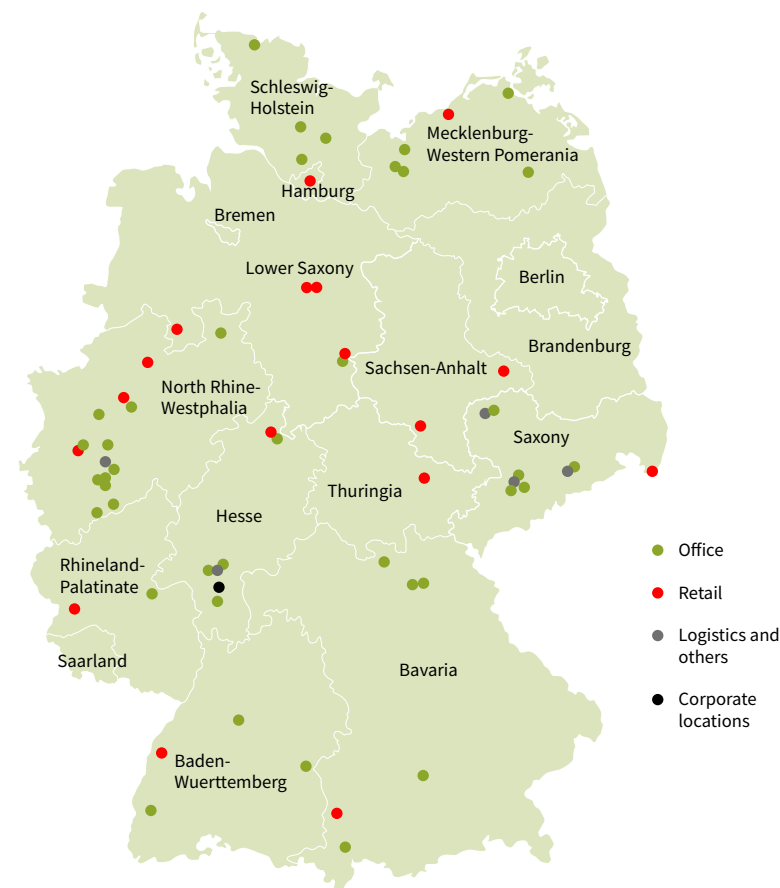 Schleswig-
Holstein
Mecklenburg-
Western Pomerania
Hamburg
Bremen
Lower Saxony
Berlin
Brandenburg
Sachsen-Anhalt
North Rhine-
Westphalia
Saxony
Thuringia
Hesse
Rhineland-
Palatinate
Saarland
Bavaria
Baden-
Wuerttemberg
Office
Retail
Logistics and
others
Corporate
locations